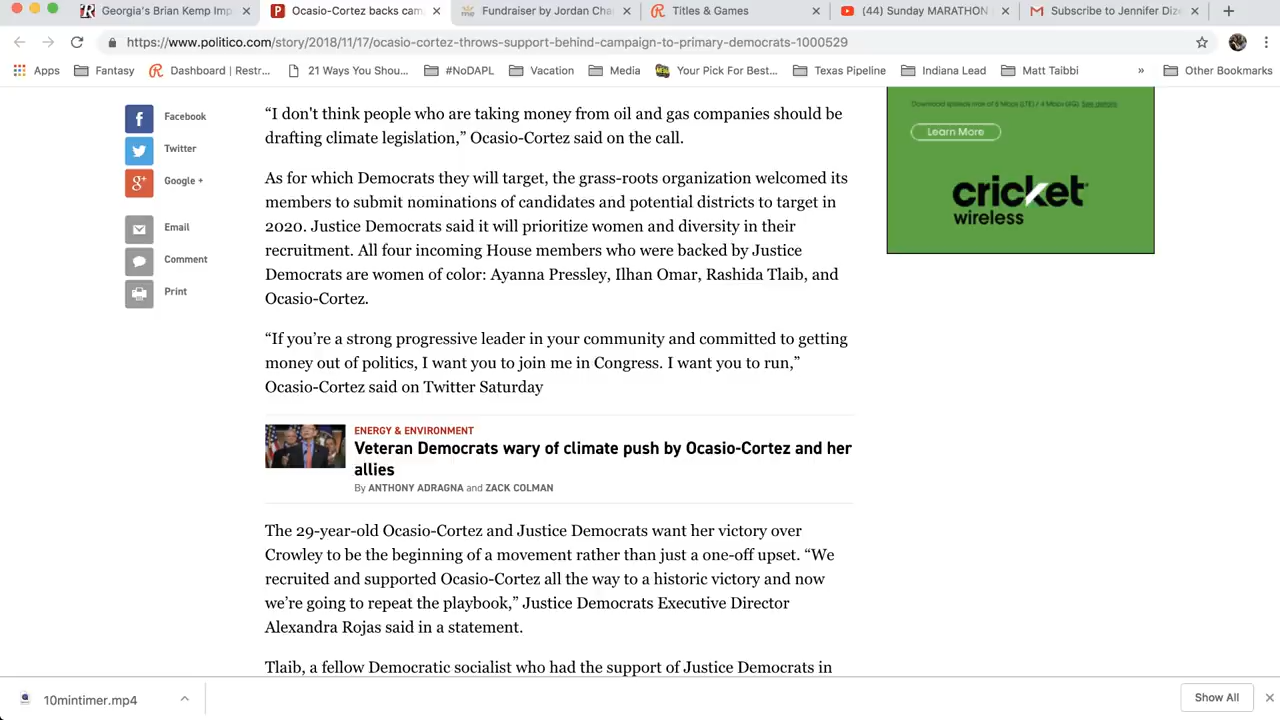 Georgia's Brian Kemp Imp
Ocasio-Cortez backs cam
Fundraiser by Jordan Cha
Titles & Games
(44) Sunday MARATHON
Subscribe to Jennifer Dize
https://www.politico.com/story/2018/11/17/ocasio-cortez-throws-support-behind-campaign-to-primary-democrats-1000529
Apps
Fantasy
Dashboard | Restr...
21 Ways You Shou...
#NoDAPL
Vacation
Media
Your Pick For Best...
Texas Pipeline
Indiana Lead
Matt Taibbi
»
Other Bookmarks
Facebook
Twitter
Google +
Email
Comment
Print
“I don't think people who are taking money from oil and gas companies should be
drafting climate legislation,” Ocasio-Cortez said on the call.
As for which Democrats they will target, the grass-roots organization welcomed its
members to submit nominations of candidates and potential districts to target in
2020. Justice Democrats said it will prioritize women and diversity in their
recruitment. All four incoming House members who were backed by Justice
Democrats are women of color: Ayanna Pressley, Ilhan Omar, Rashida Tlaib, and
Ocasio-Cortez.
“If you’re a strong progressive leader in your community and committed to getting
money out of politics, I want you to join me in Congress. I want you to run,”
Ocasio-Cortez said on Twitter Saturday
ENERGY & ENVIRONMENT
Veteran Democrats wary of climate push by Ocasio-Cortez and her
allies
By ANTHONY ADRAGNA and ZACK COLMAN
The 29-year-old Ocasio-Cortez and Justice Democrats want her victory over
Crowley to be the beginning of a movement rather than just a one-off upset. “We
recruited and supported Ocasio-Cortez all the way to a historic victory and now
we’re going to repeat the playbook,” Justice Democrats Executive Director
Alexandra Rojas said in a statement.
Tlaib, a fellow Democratic socialist who had the support of Justice Democrats in
Download speeds max of 8 Mbps (LTE) / 4 Mbps (4G). See details.
Learn More
cricket
wireless
10mintimer.mp4
Show All